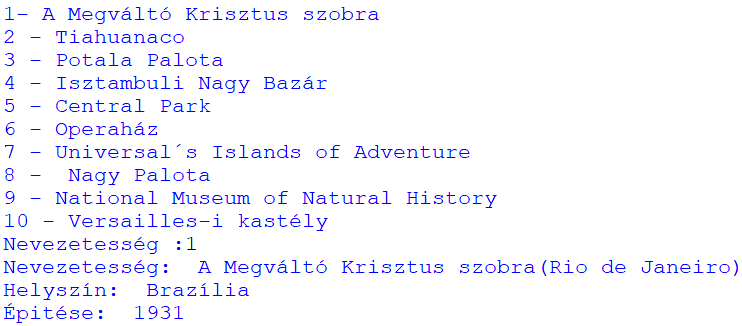 1- A Megváltó Krisztus szobra
2 - Tiahuanaco
3 - Potala Palota
4 - Isztambuli Nagy Bazár
5 - Central Park
6 - Operaház
7 - Universal´s Islands of Adventure
8 -  Nagy Palota
9 - National Museum of Natural History
10 - Versailles-i kastély
Nevezetesség :1
Nevezetesség:  A Megváltó Krisztus szobra(Rio de Janeiro)
Helyszín:  Brazília
Épitése:  1931